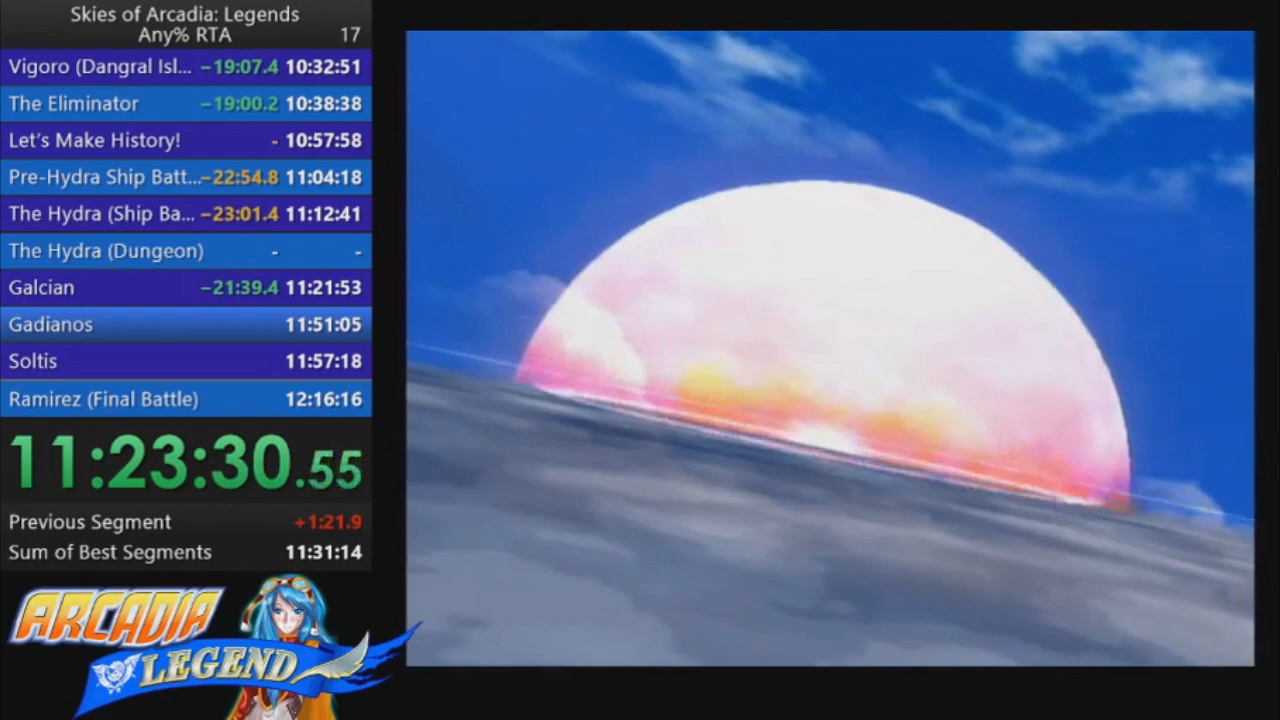 Skies of Arcadia: Legends
Any% RTA 17
Vigoro (Dangral Isl... −19:07.4 10:32:51
The Eliminator −19:00.2 10:38:38
Let's Make History! - 10:57:58
Pre-Hydra Ship Batt... −22:54.8 11:04:18
The Hydra (Ship Ba... −23:01.4 11:12:41
The Hydra (Dungeon) - -
Galcian −21:39.4 11:21:53
Gadianos 11:51:05
Soltis 11:57:18
Ramirez (Final Battle) 12:16:16
11:23:30.55
Previous Segment +1:21.9
Sum of Best Segments 11:31:14
ARCADIA
LEGEND